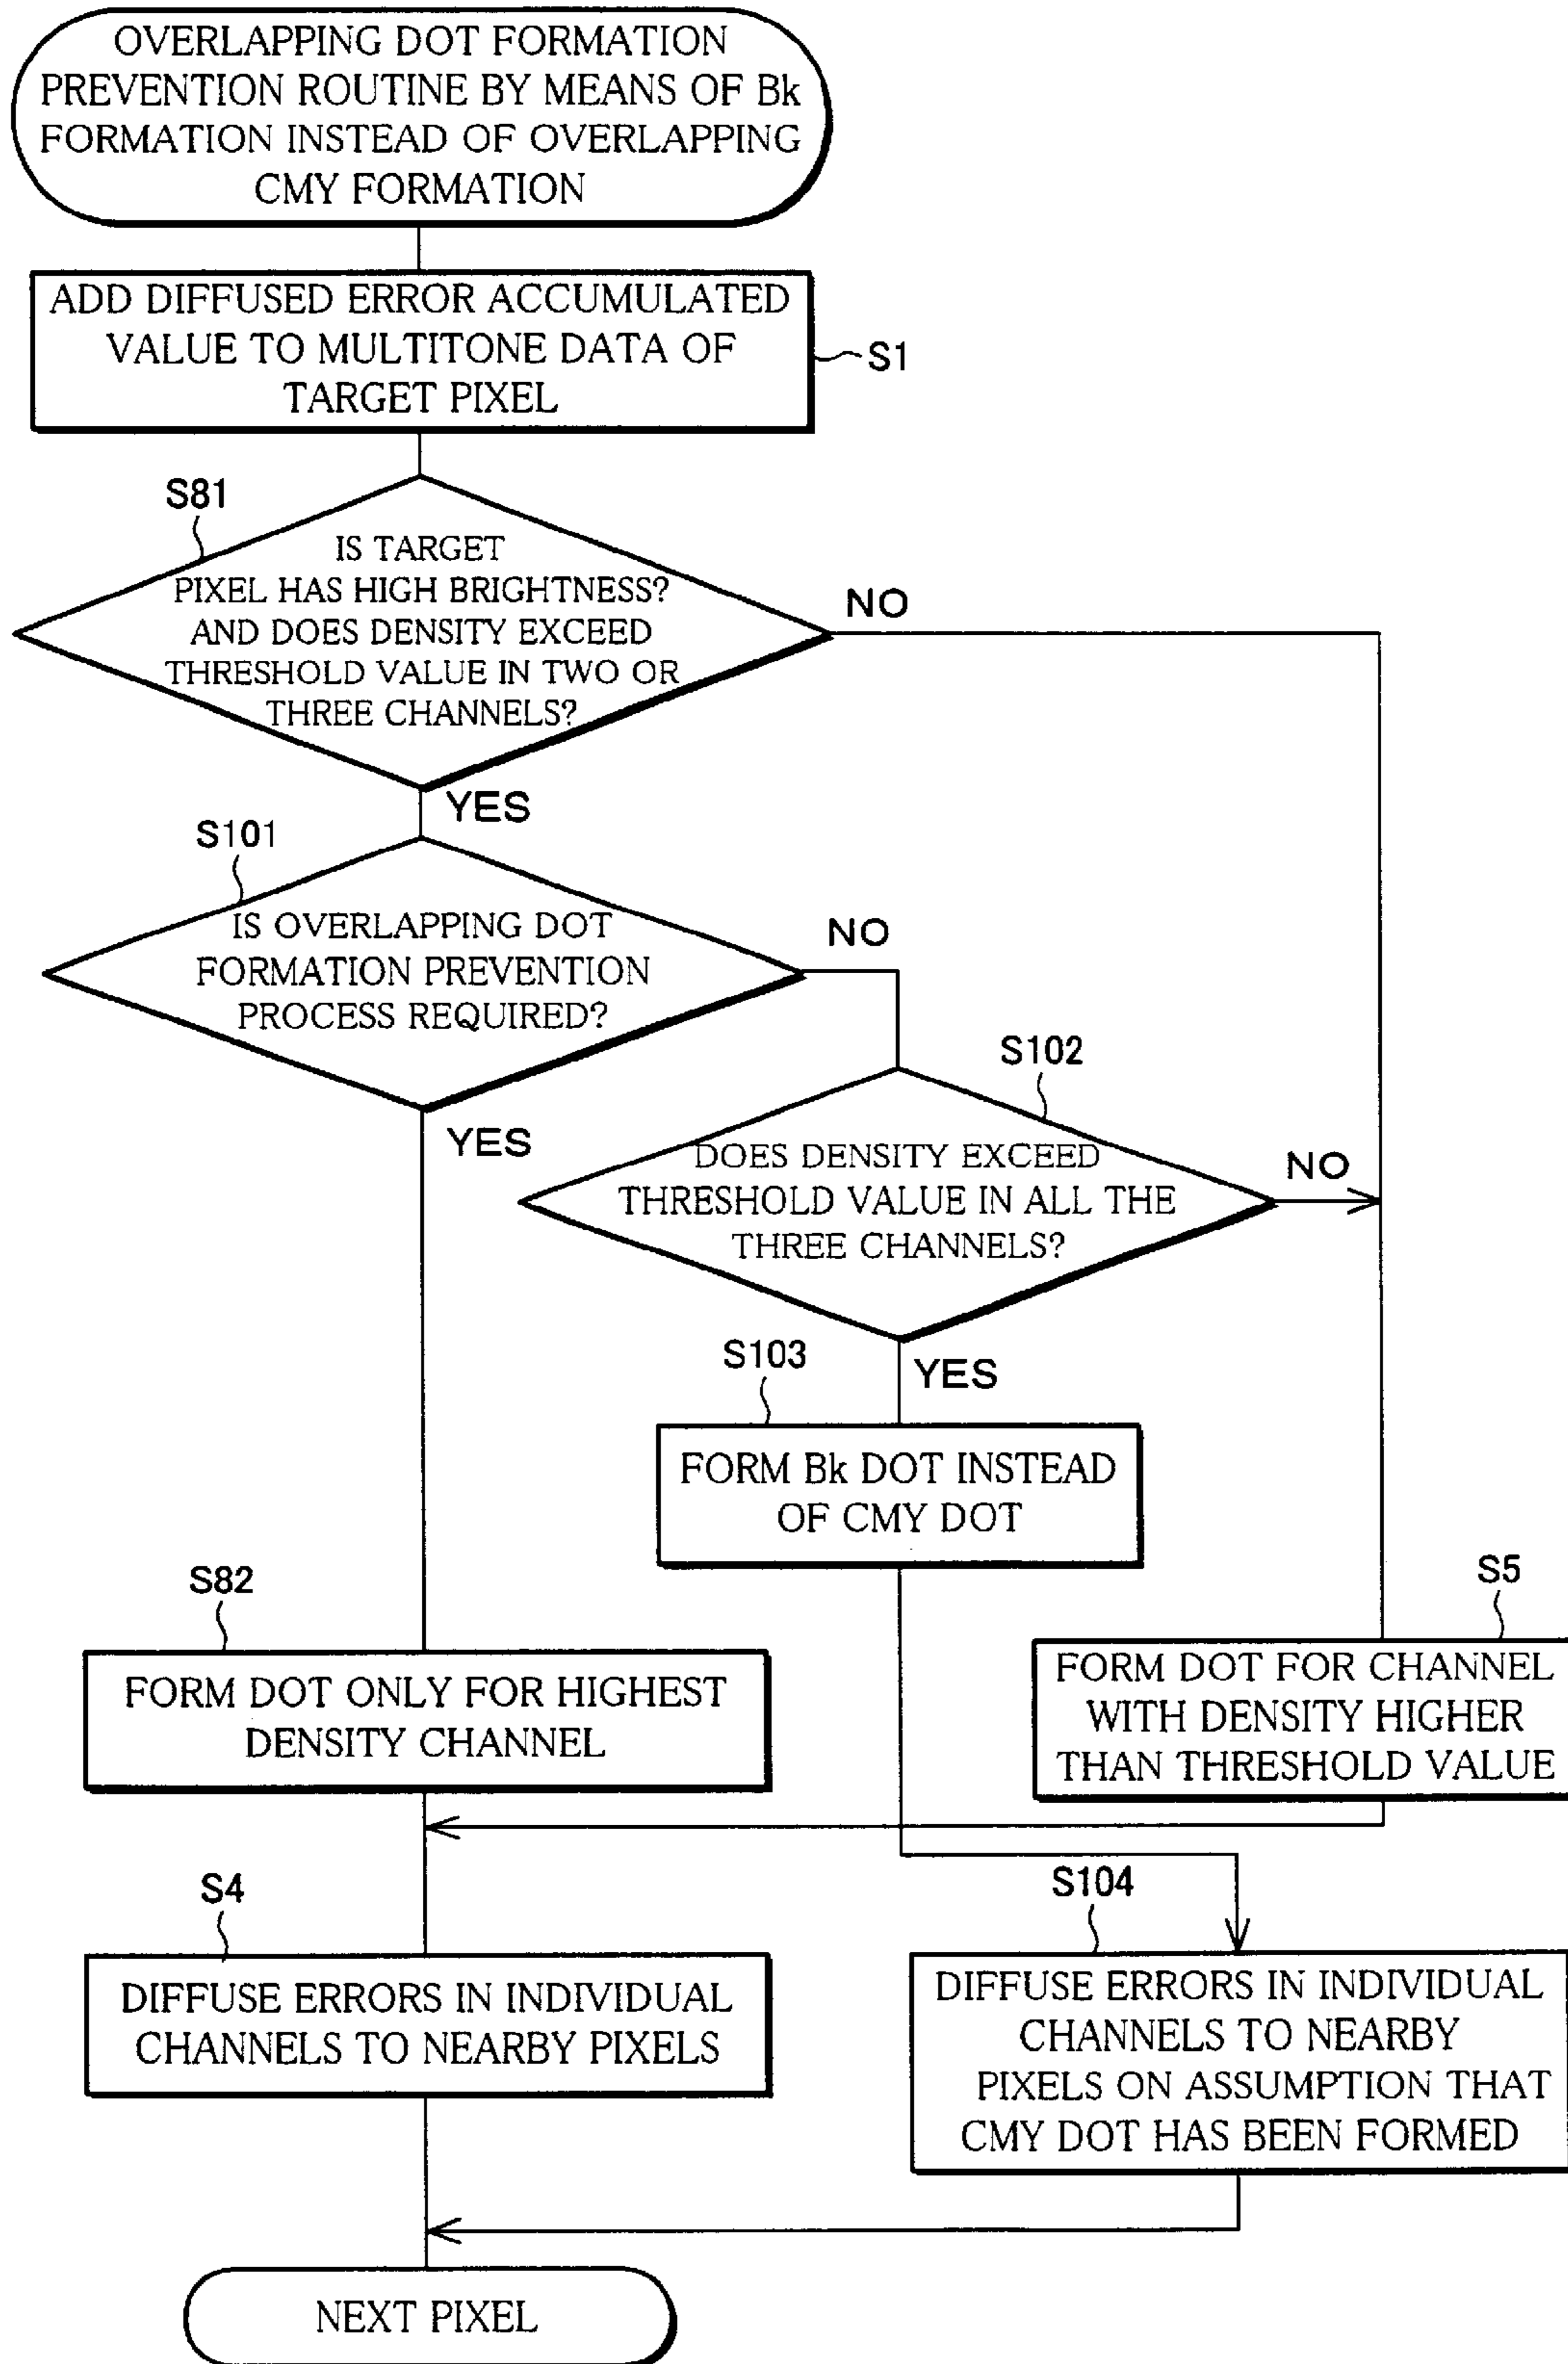 OVERLAPPING DOT FORMATION
PREVENTION ROUTINE BY MEANS OF Bk
FORMATION INSTEAD OF OVERLAPPING
CMY FORMATION
ADD DIFFUSED ERROR ACCUMULATED
VALUE TO MULTITONE DATA OF
TARGET PIXEL
S1
S81
IS TARGET
PIXEL HAS HIGH BRIGHTNESS?
AND DOES DENSITY EXCEED
THRESHOLD VALUE IN TWO OR
THREE CHANNELS?
NO
YES
S101
IS OVERLAPPING DOT
FORMATION PREVENTION
PROCESS REQUIRED?
NO
YES
S102
DOES DENSITY EXCEED
THRESHOLD VALUE IN ALL THE
THREE CHANNELS?
NO
YES
S103
FORM Bk DOT INSTEAD
OF CMY DOT
S82
FORM DOT ONLY FOR HIGHEST
DENSITY CHANNEL
S5
FORM DOT FOR CHANNEL
WITH DENSITY HIGHER
THAN THRESHOLD VALUE
S4
DIFFUSE ERRORS IN INDIVIDUAL
CHANNELS TO NEARBY PIXELS
S104
DIFFUSE ERRORS IN INDIVIDUAL
CHANNELS TO NEARBY
PIXELS ON ASSUMPTION THAT
CMY DOT HAS BEEN FORMED
NEXT PIXEL